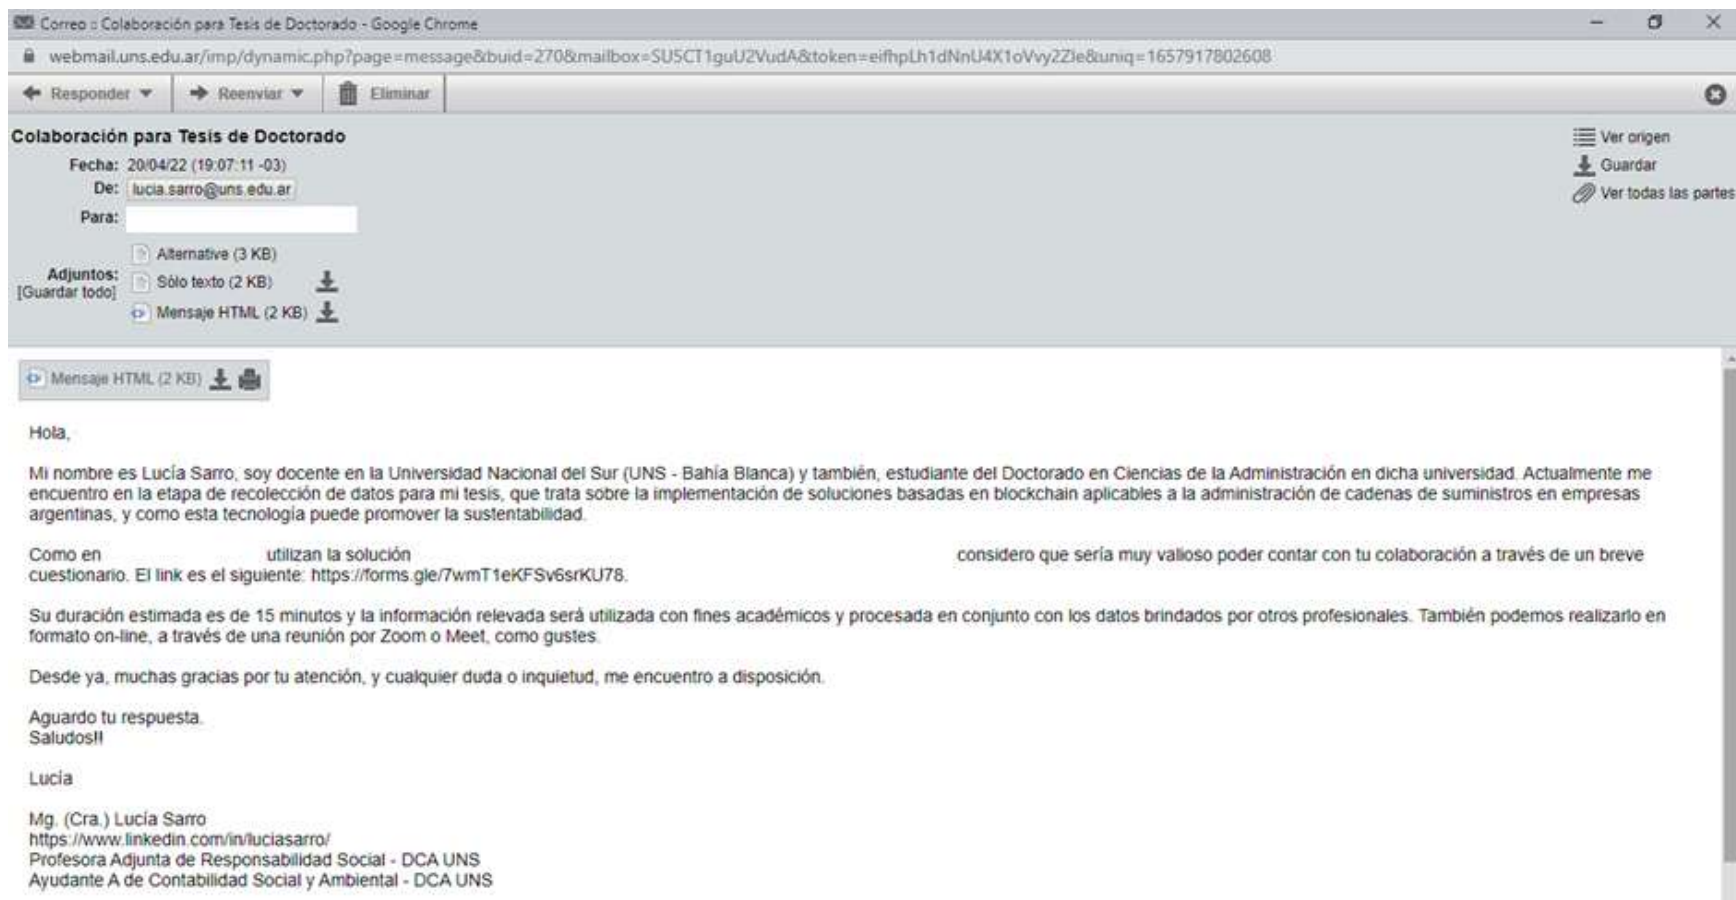 Correo :: Colaboración para Tesis de Doctorado - Google Chrome
webmail.uns.edu.ar/imp/dynamic.php?page=message&buid=270&mailbox=SU5CT1guU2VudA&token=eifhpLh1dNnU4X1oVvy2ZIe&uniq=1657917802608
Responder Reenviar Eliminar
Colaboración para Tesis de Doctorado
Ver origen
Fecha: 20/04/22 (19:07:11 -03)
Guardar
De: lucia.sarro@uns.edu.ar
Ver todas las partes
Para:
Alternative (3 KB)
Adjuntos:
[Guardar todo]
Sólo texto (2 KB)
Mensaje HTML (2 KB)
Mensaje HTML (2 KB)
Hola,
Mi nombre es Lucía Sarro, soy docente en la Universidad Nacional del Sur (UNS - Bahía Blanca) y también, estudiante del Doctorado en Ciencias de la Administración en dicha universidad. Actualmente me
encuentro en la etapa de recolección de datos para mi tesis, que trata sobre la implementación de soluciones basadas en blockchain aplicables a la administración de cadenas de suministros en empresas
argentinas, y como esta tecnología puede promover la sustentabilidad.
Como en utilizan la solución considero que sería muy valioso poder contar con tu colaboración a través de un breve
cuestionario. El link es el siguiente: https://forms.gle/7wmT1eKFSv6srKU78.
Su duración estimada es de 15 minutos y la información relevada será utilizada con fines académicos y procesada en conjunto con los datos brindados por otros profesionales. También podemos realizarlo en
formato on-line, a través de una reunión por Zoom o Meet, como gustes.
Desde ya, muchas gracias por tu atención, y cualquier duda o inquietud, me encuentro a disposición.
Aguardo tu respuesta.
Saludos!!
Lucía
Mg. (Cra.) Lucía Sarro
https://www.linkedin.com/in/luciasarro/
Profesora Adjunta de Responsabilidad Social - DCA UNS
Ayudante A de Contabilidad Social y Ambiental - DCA UNS